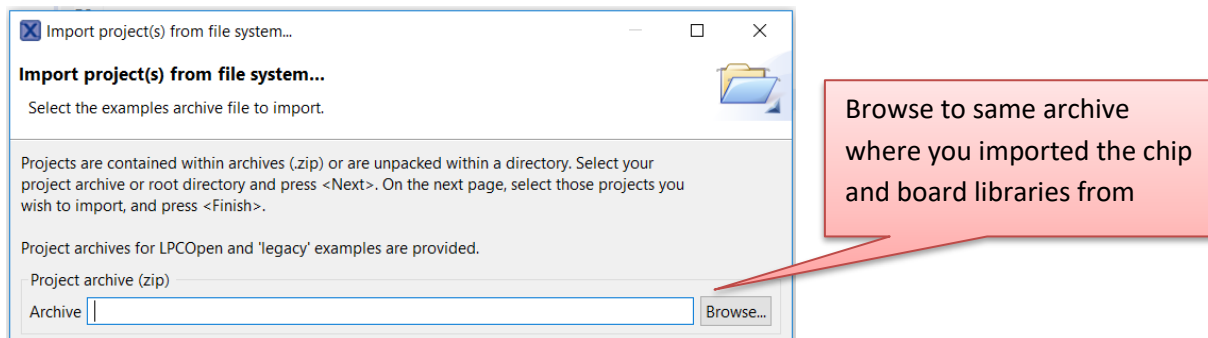 Import project(s) from file system...
Import project(s) from file system...
Select the examples archive file to import.
Projects are contained within archives (.zip) or are unpacked within a directory. Select your
project archive or root directory and press <Next>. On the next page, select those projects you
wish to import, and press <Finish>.
Project archives for LPCOpen and 'legacy' examples are provided.
Project archive (zip)
Archive
Browse...
Browse to same archive
where you imported the chip
and board libraries from